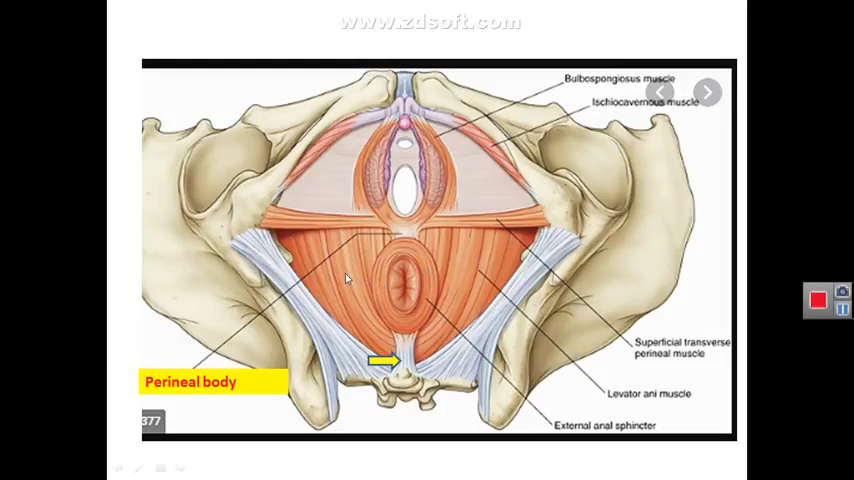 www.zdsoft.com
Bulbospongiosus muscle
Ischiocavernous muscle
Superficial transverse
perineal muscle
Perineal body
Levator ani muscle
377
External anal sphincter